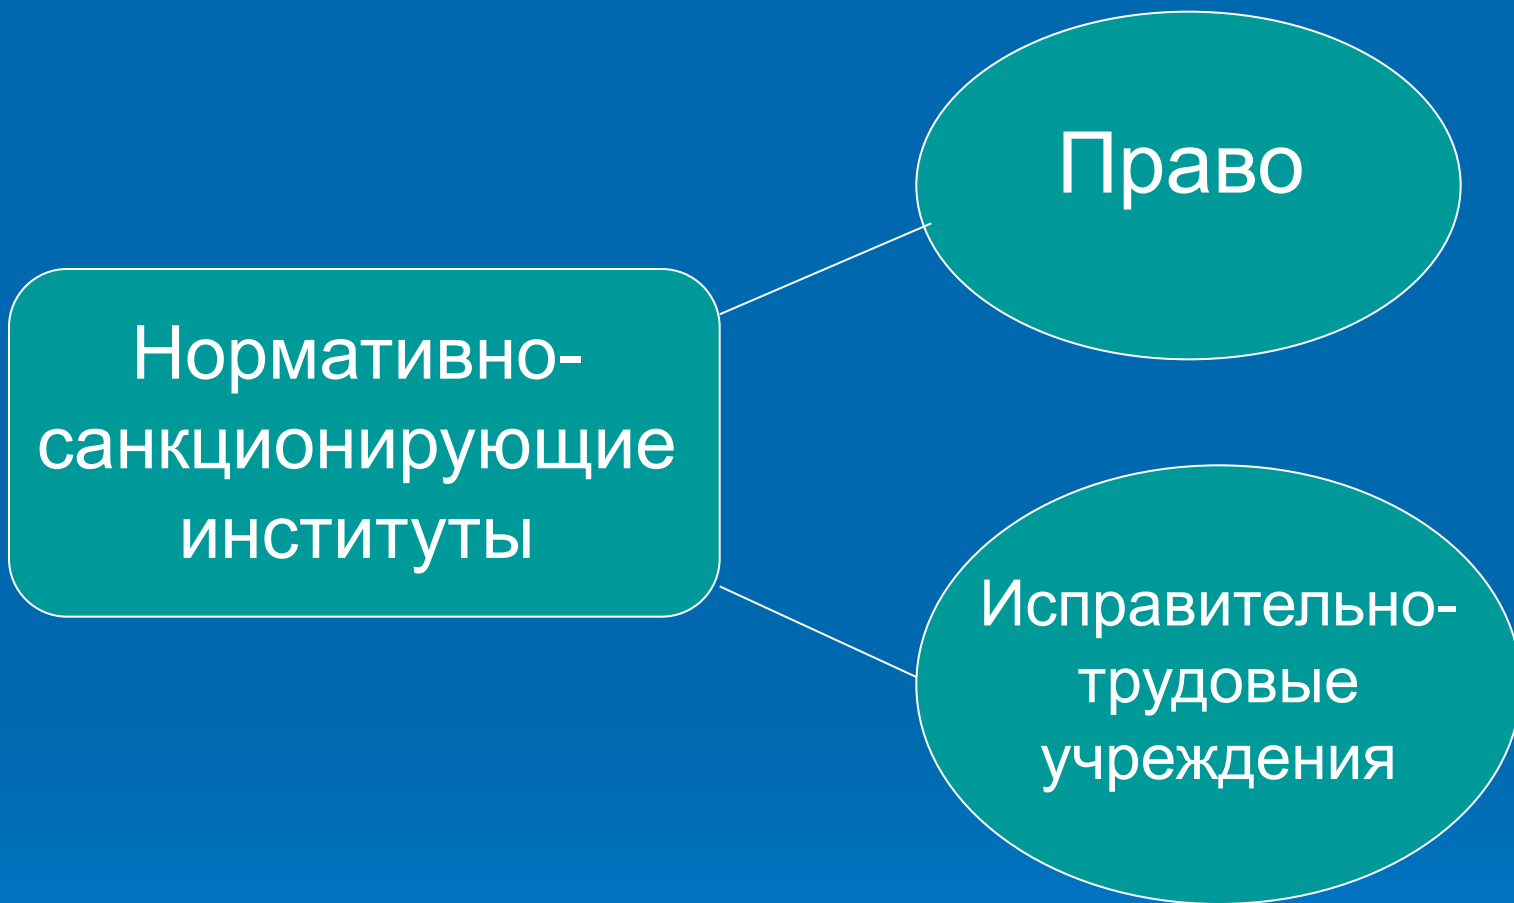 Право
Нормативно-
санкционирующие
институты
Исправительно-
трудовые
учреждения